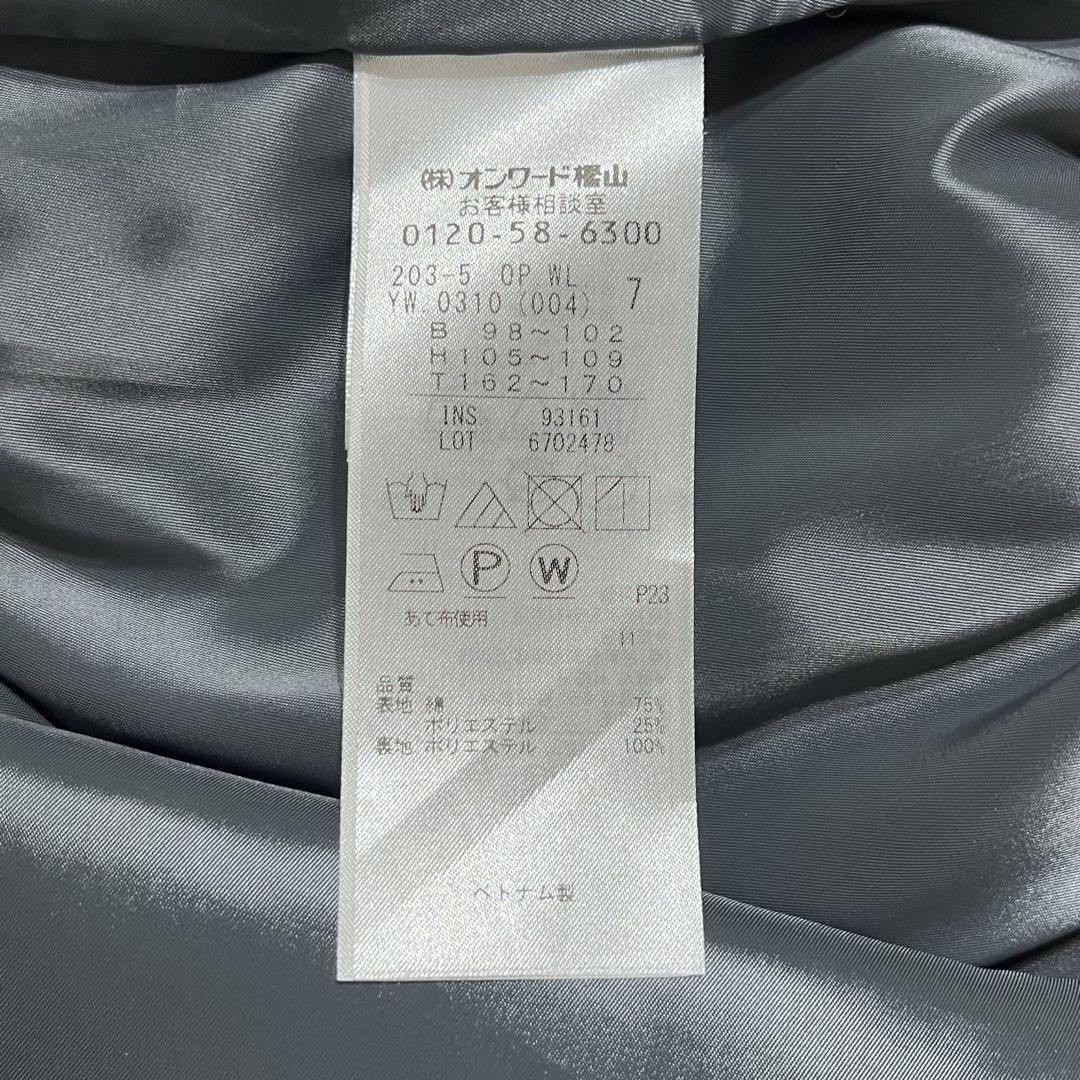 (株)オンワード樫山
お客様相談室
0120-58-6300
203-5 OP WL.
YW.0310(004) 7
B 98~102
H105~109
T162~170
INS. 93161
LOT 6702478
P W
P23
あて布使用
11
品質
表地 綿 75%
ポリエステル 25%
裏地 ポリエステル 100%
ベトナム製